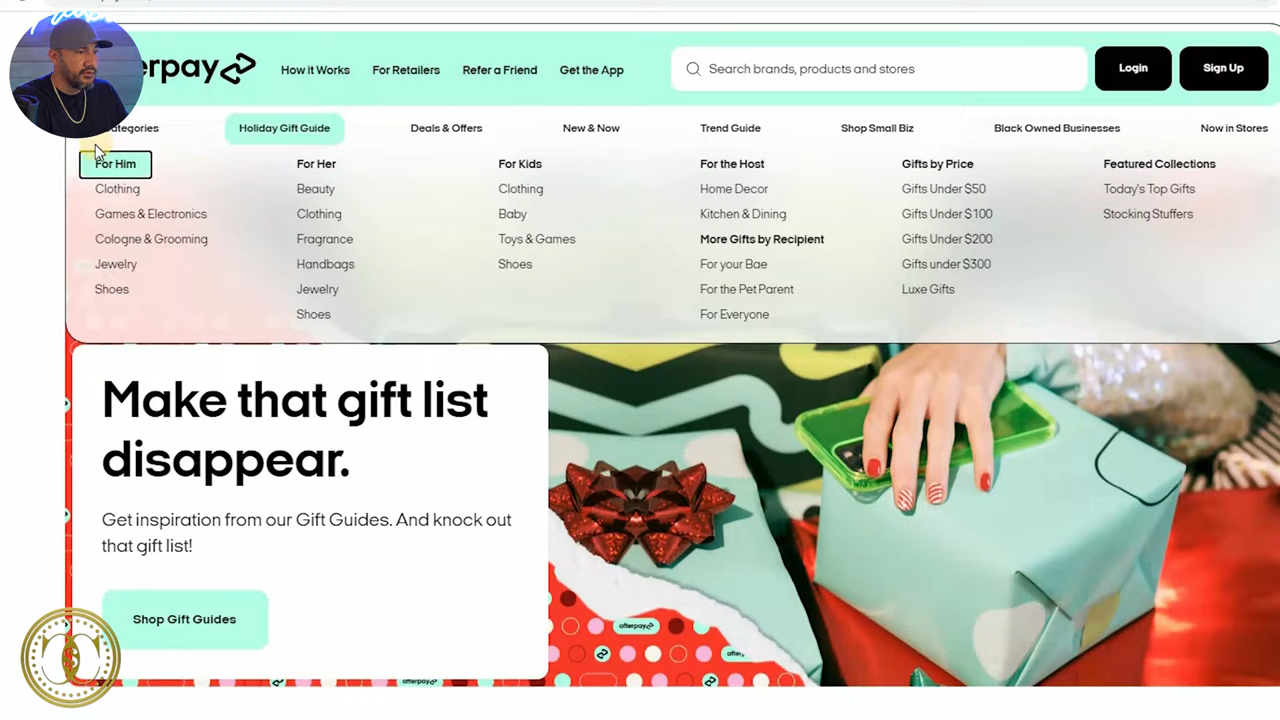 erpay
How it Works
For Retailers
Refer a Friend
Get the App
Search brands, products and stores
Login
Sign Up
ategories
Holiday Gift Guide
Deals & Offers
New & Now
Trend Guide
Shop Small Biz
Black Owned Businesses
Now in Stores
For Him
Clothing
Games & Electronics
Cologne & Grooming
Jewelry
Shoes
For Her
Beauty
Clothing
Fragrance
Handbags
Jewelry
Shoes
For Kids
Clothing
Baby
Toys & Games
Shoes
For the Host
Home Decor
Kitchen & Dining
More Gifts by Recipient
For your Bae
For the Pet Parent
For Everyone
Gifts by Price
Gifts Under $50
Gifts Under $100
Gifts Under $200
Gifts under $300
Luxe Gifts
Featured Collections
Today's Top Gifts
Stocking Stuffers
Make that gift list
disappear.
Get inspiration from our Gift Guides. And knock out
that gift list!
Shop Gift Guides
afterpay
afterpay